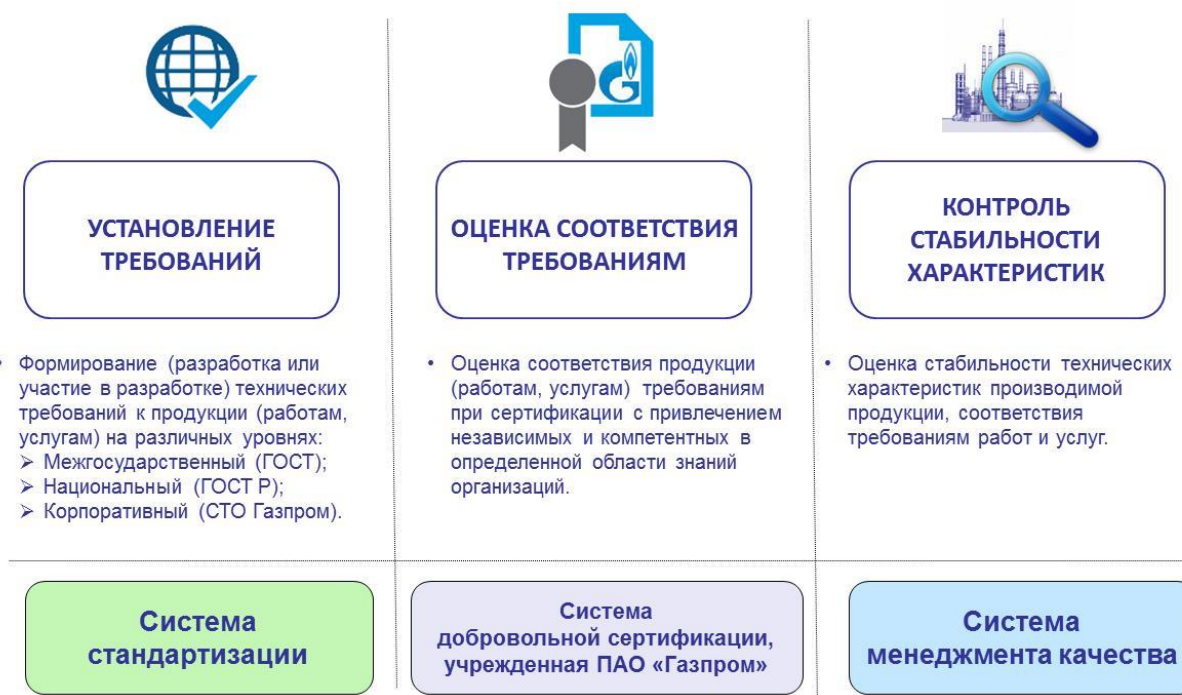 УСТАНОВЛЕНИЕ
ТРЕБОВАНИЙ
• Формирование (разработка или
участие в разработке) технических
требований к продукции (работам,
услугам) на различных уровнях:
➢ Межгосударственный (ГОСТ);
➢ Национальный (ГОСТ Р);
➢ Корпоративный (СТО Газпром).
Система
стандартизации
ОЦЕНКА СООТВЕТСТВИЯ
ТРЕБОВАНИЯМ
• Оценка соответствия продукции
(работам, услугам) требованиям
при сертификации с привлечением
независимых и компетентных в
определенной области знаний
организаций.
Система
добровольной сертификации,
учрежденная ПАО «Газпром»
КОНТРОЛЬ
СТАБИЛЬНОСТИ
ХАРАКТЕРИСТИК
• Оценка стабильности технических
характеристик производимой
продукции, соответствия
требованиям работ и услуг.
Система
менеджмента качества